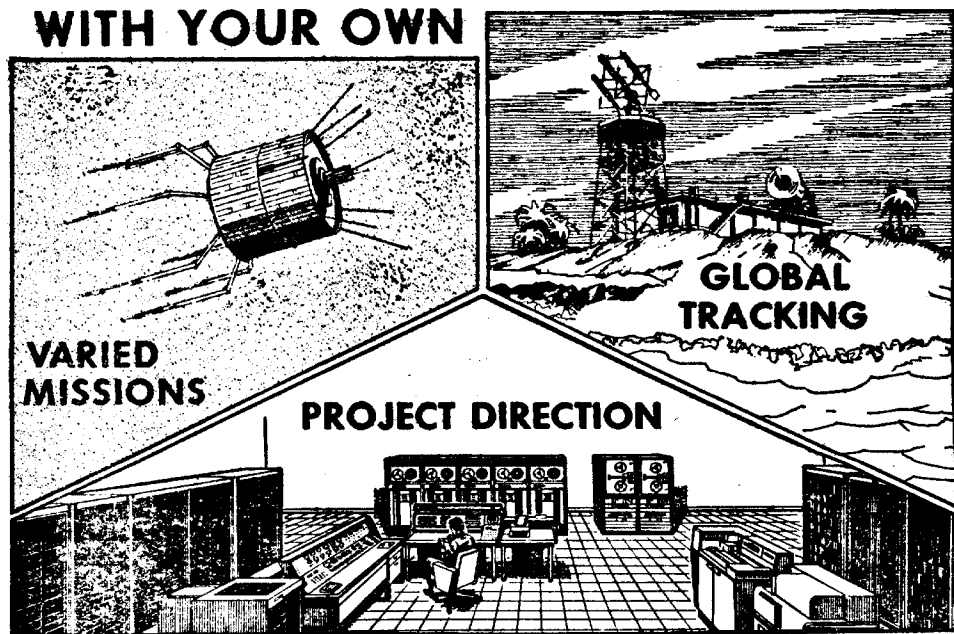 WITH YOUR OWN
VARIED
MISSIONS
GLOBAL
TRACKING
PROJECT DIRECTION